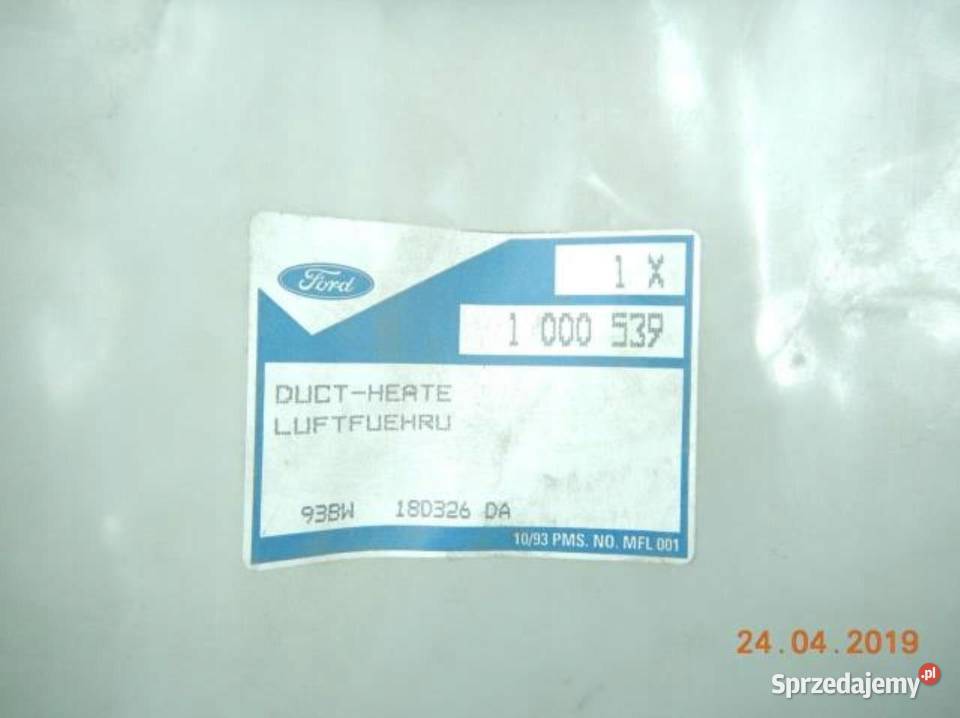 Ford
1 X
1 000 539
DUCT-HEATE
LUFTFUEHRU
93BW 18D326 DA
10/93 PMS. NO. MFL 001
24.04.2019
Sprzedajemy.pl